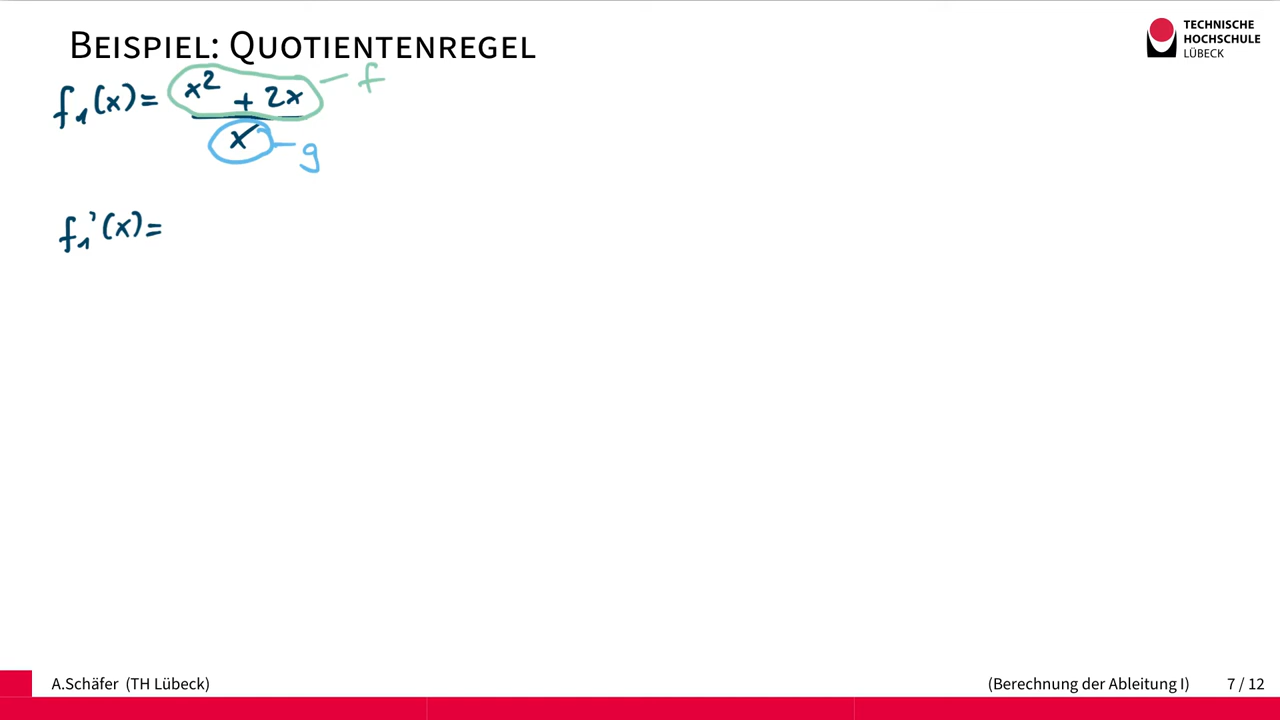 BEISPIEL: QUOTIENTENREGEL
TECHNISCHE
HOCHSCHULE
LÜBECK
f₁(x) = x² + 2x – f
x – g
f₁'(x) =
A.Schäfer (TH Lübeck) (Berechnung der Ableitung I) 7 / 12